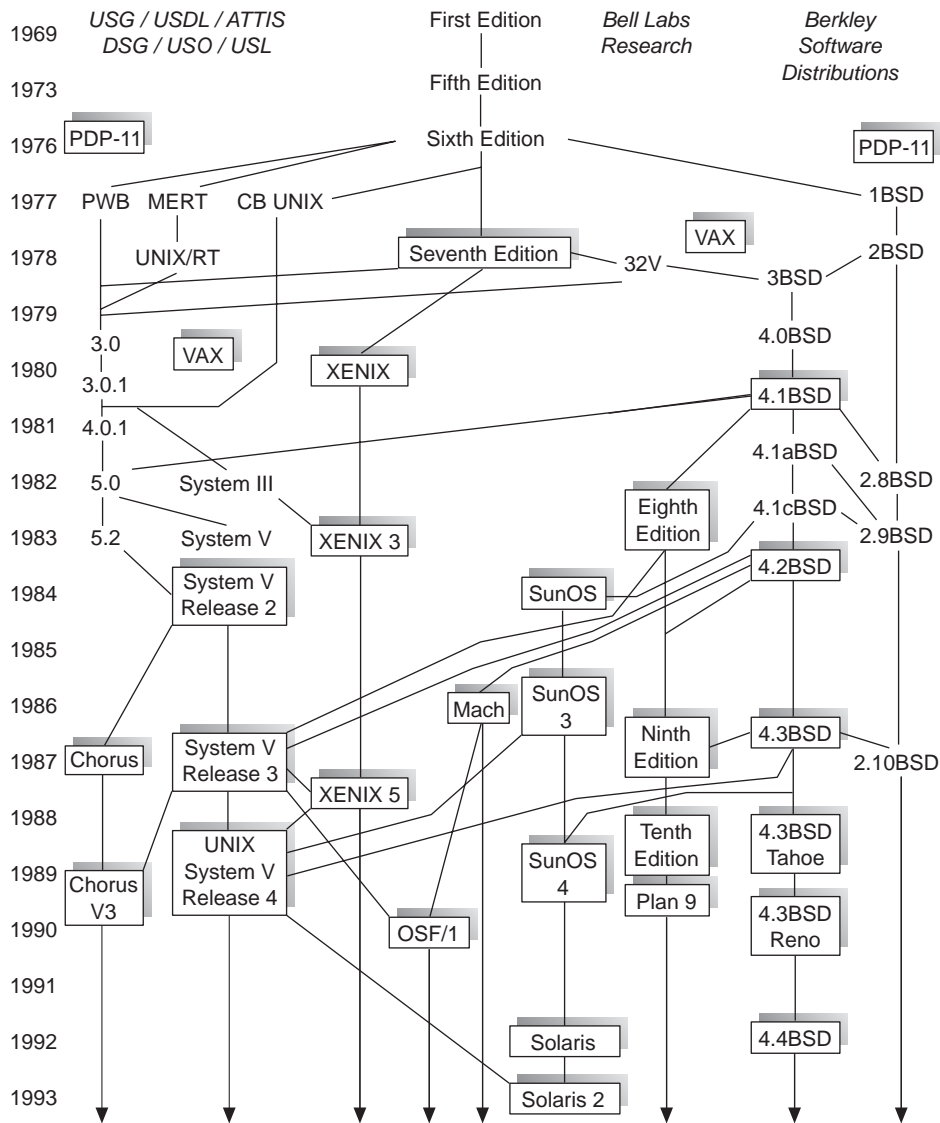 USG / USDL / ATTIS
DSG / USO / USL
First Edition
Bell Labs
Research
Berkley
Software
Distributions
1969
1973
Fifth Edition
1976
PDP-11
Sixth Edition
PDP-11
1977
PWB
MERT
CB UNIX
1BSD
1978
UNIX/RT
Seventh Edition
32V
VAX
2BSD
3BSD
1979
3.0
VAX
4.0BSD
1980
3.0.1
XENIX
4.1BSD
1981
4.0.1
4.1aBSD
1982
5.0
System III
2.8BSD
Eighth
Edition
4.1cBSD
1983
5.2
System V
XENIX 3
2.9BSD
4.2BSD
1984
System V
Release 2
SunOS
1985
1986
Mach
SunOS
3
1987
Chorus
System V
Release 3
Ninth
Edition
4.3BSD
2.10BSD
XENIX 5
1988
UNIX
System V
Release 4
Tenth
Edition
4.3BSD
Tahoe
1989
Chorus
V3
SunOS
4
Plan 9
1990
OSF/1
4.3BSD
Reno
1991
1992
Solaris
4.4BSD
1993
Solaris 2